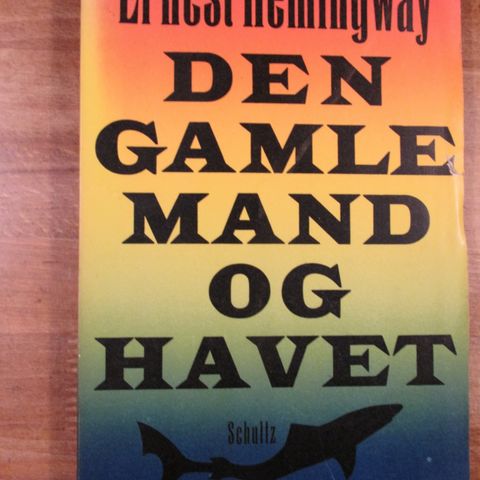 Ernest Hemingway
DEN
GAMLE
MAND
OG
HAVET
Schultz